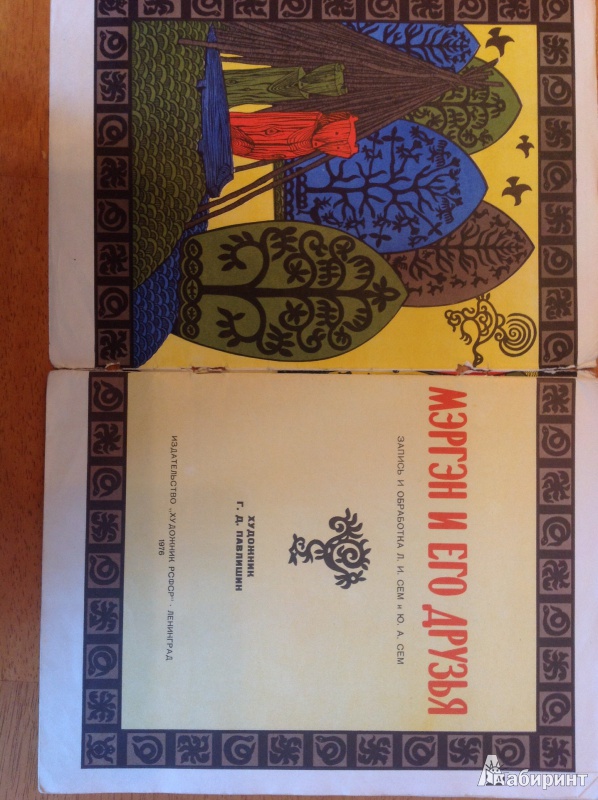 МЭРГЭН И ЕГО ДРУЗЬЯ
ЗАПИСЬ И ОБРАБОТКА Л. И. СЕМ и Ю. А. СЕМ
ХУДОЖНИК
Г. Д. ПАВЛИШИН
ИЗДАТЕЛЬСТВО „ХУДОЖНИК РСФСР" · ЛЕНИНГРАД
1976
Лабиринт